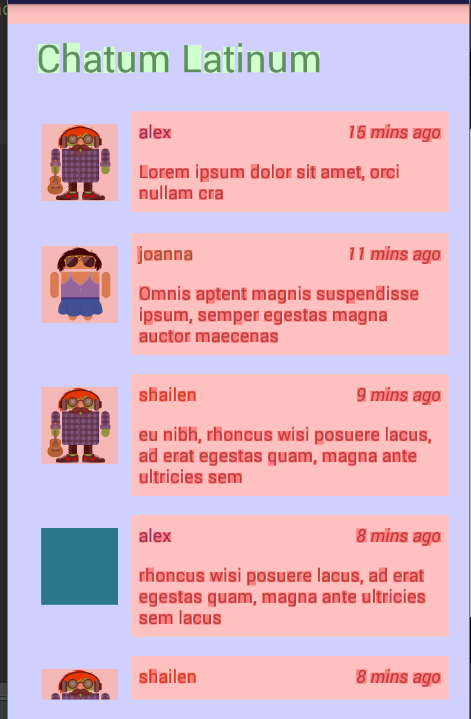 Chatum Latinum
alex 15 mins ago
Lorem ipsum dolor sit amet, orci
nullam cra
joanna 11 mins ago
Omnis aptent magnis suspendisse
ipsum, semper egestas magna
auctor maecenas
shailen 9 mins ago
eu nibh, rhoncus wisi posuere lacus,
ad erat egestas quam, magna ante
ultricies sem
alex 8 mins ago
rhoncus wisi posuere lacus, ad erat
egestas quam, magna ante ultricies
sem lacus
shailen 8 mins ago